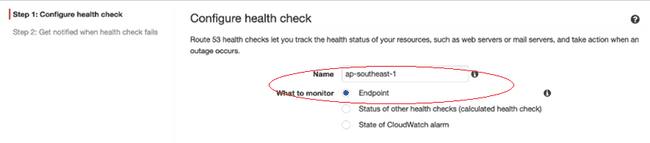 Step 1: Configure health check
Step 2: Get notified when health check fails
Configure health check
Route 53 health checks let you track the health status of your resources, such as web servers or mail servers, and take action when an
outage occurs.
Name ap-southeast-1
What to monitor Endpoint
Status of other health checks (calculated health check)
State of CloudWatch alarm